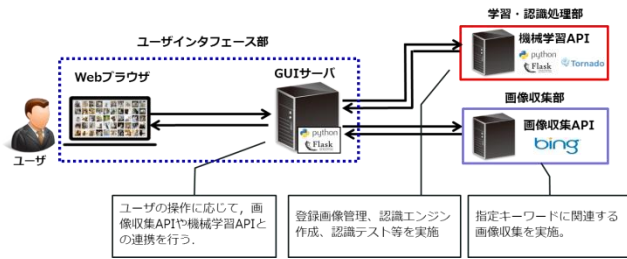 学習・認識処理部
ユーザインタフェース部
機械学習API
python
Flask
Tornado
Webブラウザ
GUIサーバ
画像収集部
画像収集API
bing
python
Flask
ユーザ
ユーザの操作に応じて，画
像収集APIや機械学習APIと
の連携を行う．
登録画像管理、認識エンジン
作成、認識テスト等を実施
指定キーワードに関連する
画像収集を実施。